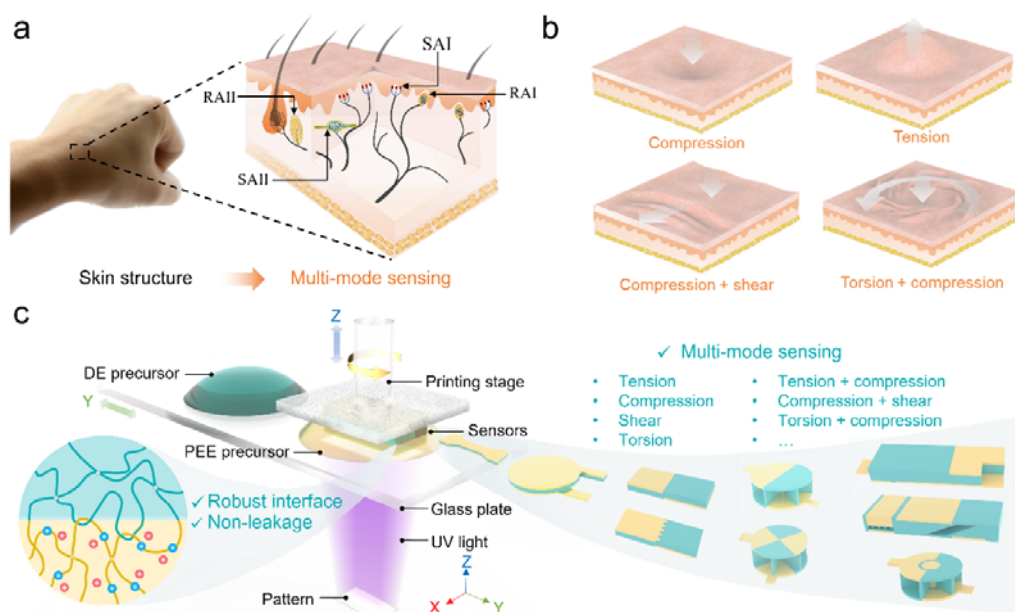 a
SAI
RAII
RAI
SAII
Skin structure
Multi-mode sensing
b
Compression
Tension
Compression + shear
Torsion + compression
c
Z
DE precursor
Printing stage
Y
Sensors
PEE precursor
✓ Robust interface
✓ Non-leakage
Glass plate
UV light
Z
Pattern
X
Y
✓ Multi-mode sensing
• Tension
• Compression
• Shear
• Torsion
• Tension + compression
• Compression + shear
• Torsion + compression
• ...